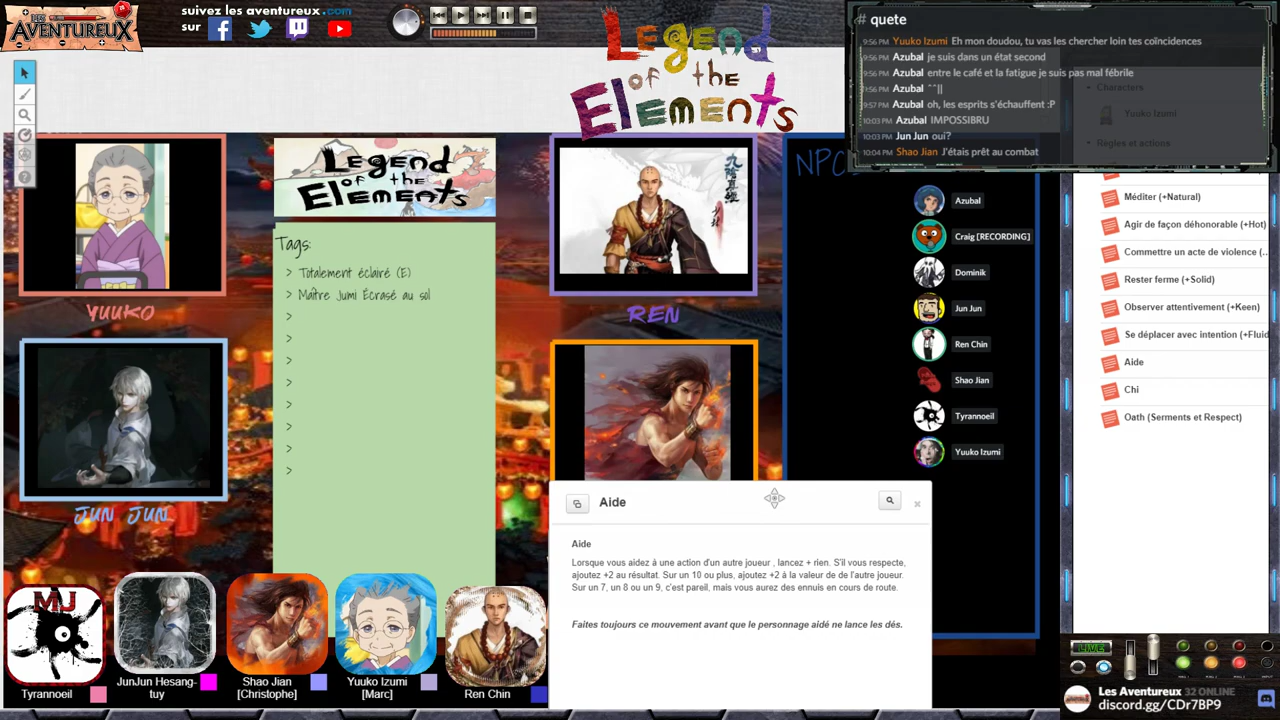 Les
AVENTUREUX
suivez les aventureux .com
sur
Legend
of the
Elements
# quete
9:56 PM Yuuko Izumi Eh mon doudou, tu vas les chercher loin tes coïncidences
Azubal je suis dans un état second
9:56 PM Azubal entre le café et la fatigue je suis pas mal fébrile
9:56 PM Azubal ^^||
9:57 PM Azubal oh, les esprits s'échauffent :P
10:03 PM Azubal IMPOSSIBRU
10:03 PM Jun Jun oui?
10:04 PM Shao Jian J'étais prêt au combat
Characters
Yuuko Izumi
Règles et actions
Méditer (+Natural)
Agir de façon déhonorable (+Hot)
Commettre un acte de violence (...
Rester ferme (+Solid)
Observer attentivement (+Keen)
Se déplacer avec intention (+Fluid
Aide
Chi
Oath (Serments et Respect)
YUUKO
JUN JUN
Legend
of the
Elements
Tags:
> Totalement éclairé (E)
> Maître Jumi Écrasé au sol
>
>
>
>
>
>
>
>
REN
NPC
Azubal
Craig [RECORDING]
Dominik
Jun Jun
Ren Chin
Shao Jian
Tyrannoeil
Yuuko Izumi
Aide
Aide
Lorsque vous aidez à une action d'un autre joueur , lancez + rien. S'il vous respecte,
ajoutez +2 au résultat. Sur un 10 ou plus, ajoutez +2 à la valeur de de l'autre joueur.
Sur un 7, un 8 ou un 9, c'est pareil, mais vous aurez des ennuis en cours de route.
Faites toujours ce mouvement avant que le personnage aidé ne lance les dés.
MJ
Tyrannoeil
JunJun Hesang-
tuy
Shao Jian
[Christophe]
Yuuko Izumi
[Marc]
Ren Chin
LIVE
Les Aventureux 32 ONLINE
discord.gg/CDr7BP9